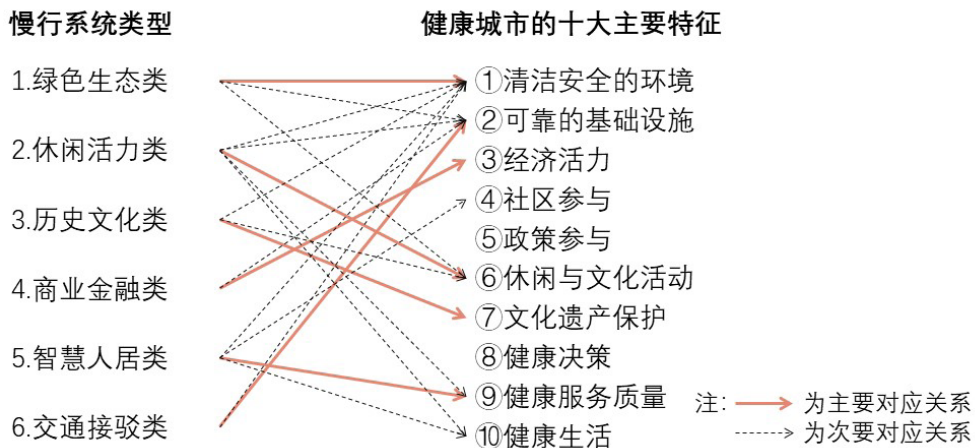 慢行系统类型
健康城市的十大主要特征
1.绿色生态类
2.休闲活力类
3.历史文化类
4.商业金融类
5.智慧人居类
6.交通接驳类
①清洁安全的环境
②可靠的基础设施
③经济活力
④社区参与
⑤政策参与
⑥休闲与文化活动
⑦文化遗产保护
⑧健康决策
⑨健康服务质量
⑩健康生活
注: 为主要对应关系
为次要对应关系